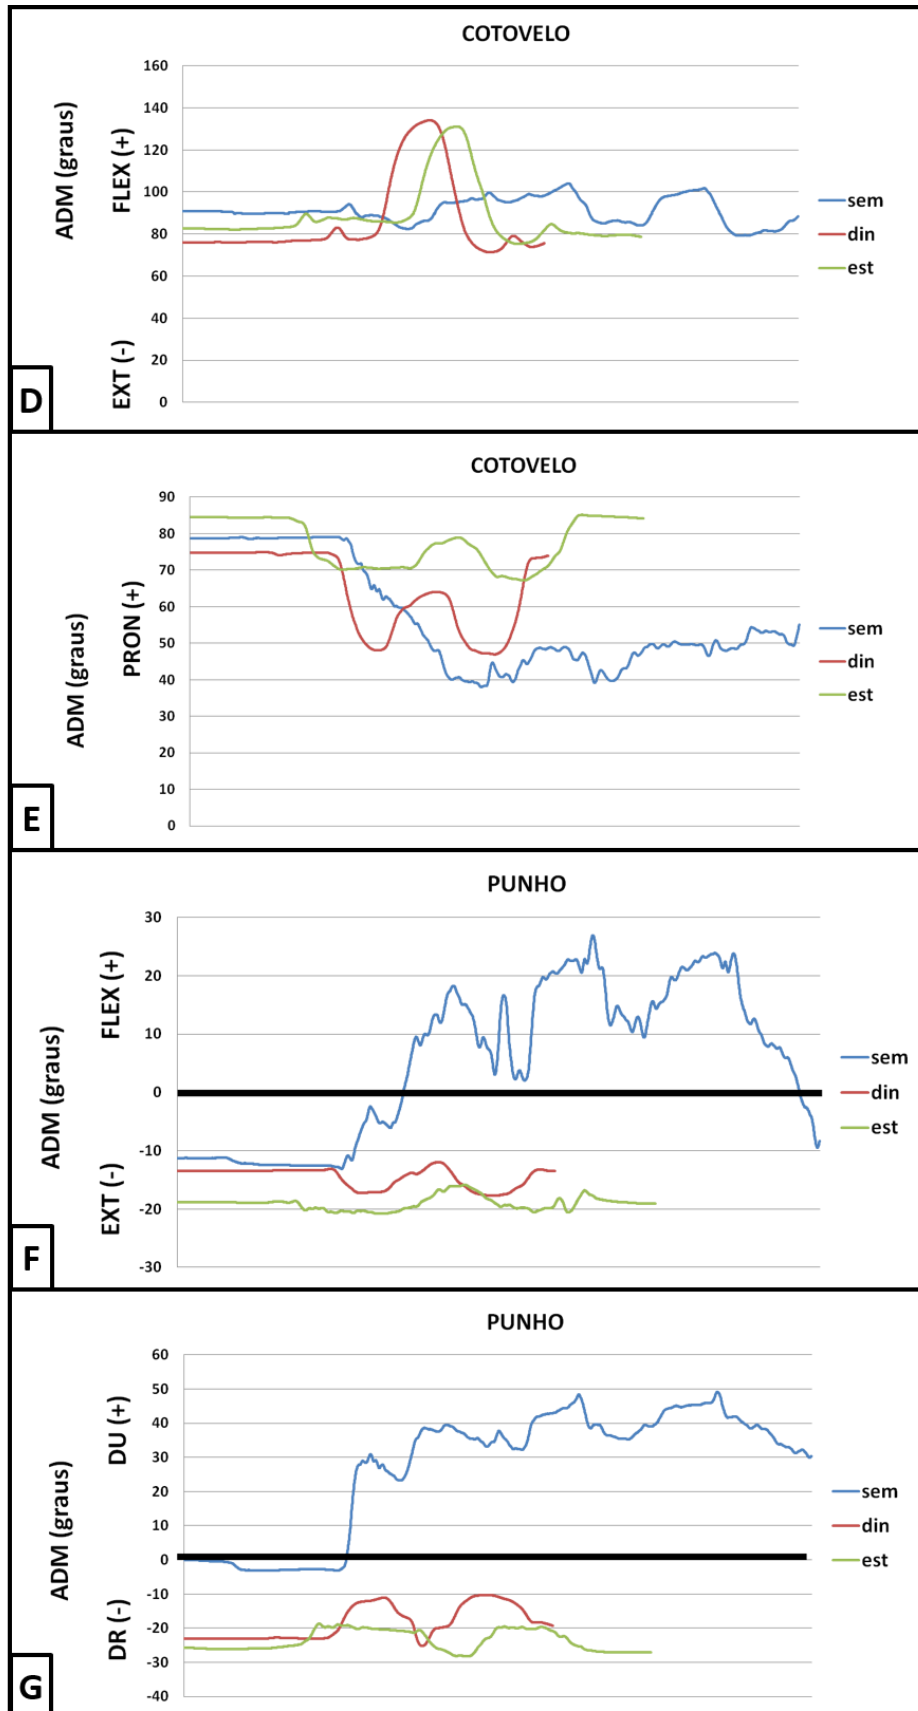 COTOVELO
ADM (graus)
FLEX (+)
EXT (-)
160
140
120
100
80
60
40
20
0
sem
din
est
D
COTOVELO
ADM (graus)
PRON (+)
90
80
70
60
50
40
30
20
10
0
sem
din
est
E
PUNHO
ADM (graus)
FLEX (+)
EXT (-)
30
20
10
0
-10
-20
-30
sem
din
est
F
PUNHO
ADM (graus)
DU (+)
DR (-)
60
50
40
30
20
10
0
-10
-20
-30
-40
sem
din
est
G